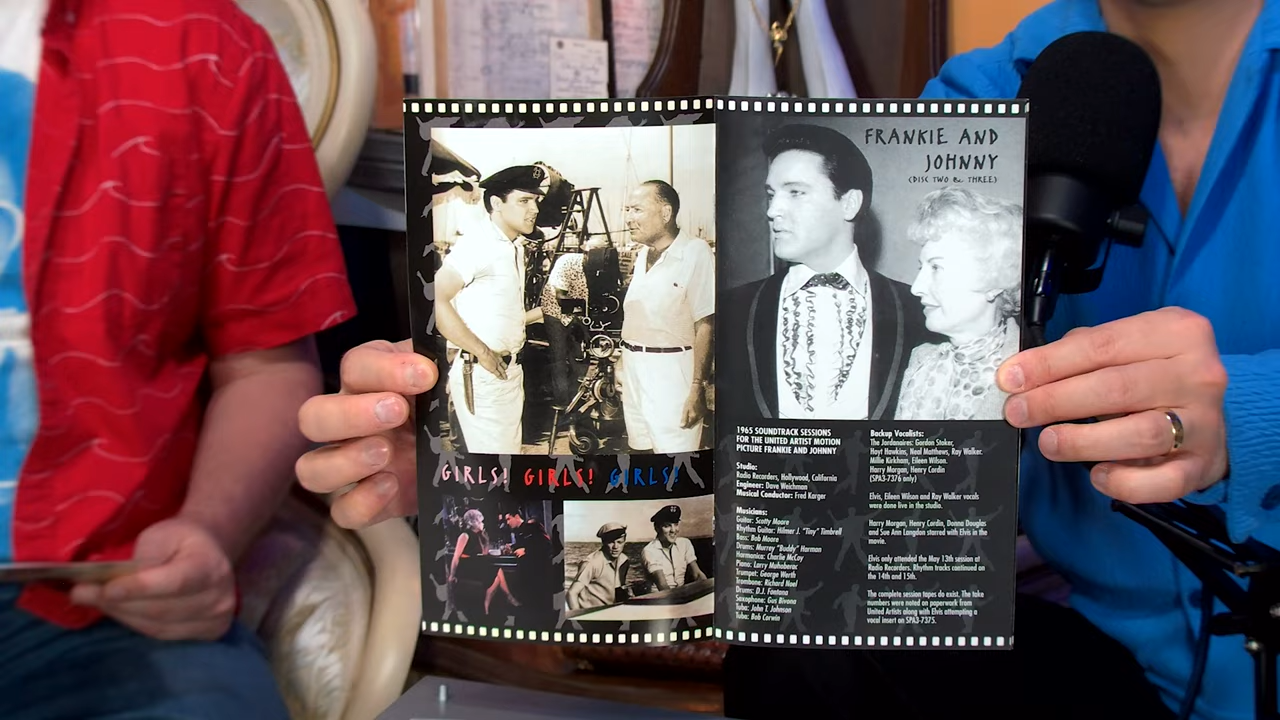 GIRLS! GIRLS! GIRLS!
FRANKIE AND
JOHNNY
(DISC TWO & THREE)
1965 SOUNDTRACK SESSIONS
FOR THE UNITED ARTIST MOTION
PICTURE FRANKIE AND JOHNNY
Studio:
Radio Recorders, Hollywood, California
Engineer: Dave Weichman
Musical Conductor: Fred Karger
Musicians:
Guitar: Scotty Moore
Rhythm Guitar: Hilmer J. "Tiny" Timbrell
Bass: Bob Moore
Drums: Murrey "Buddy" Harman
Harmonica: Charlie McCoy
Piano: Larry Muhoberac
Trumpet: George Werth
Trombone: Richard Noel
Drums: D.J. Fontana
Saxophone: Gus Bivona
Tuba: John T. Johnson
Tuba: Bob Corwin
Backup Vocalists:
The Jordanaires: Gordon Stoker,
Hoyt Hawkins, Neal Matthews, Ray Walker.
Millie Kirkham, Eileen Wilson.
Harry Morgan, Henry Cordin
(SPA3-7376 only)
Elvis, Eileen Wilson and Ray Walker vocals
were done live in the studio.
Harry Morgan, Henry Cordin, Donna Douglas
and Sue Ann Langdon starred with Elvis in the
movie.
Elvis only attended the May 13th session at
Radio Recorders. Rhythm tracks continued on
the 14th and 15th.
The complete session tapes do exist. The take
numbers were noted on paperwork from
United Artists along with Elvis attempting a
vocal insert on SPA3-7375.